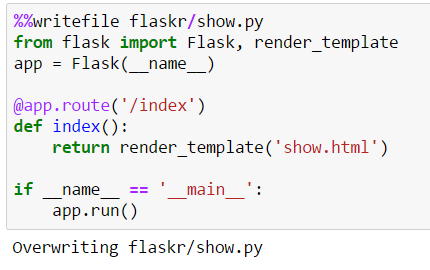 %%writefile flaskr/show.py
from flask import Flask, render_template
app = Flask(__name__)
@app.route('/index')
def index():
    return render_template('show.html')
if __name__ == '__main__':
    app.run()
Overwriting flaskr/show.py